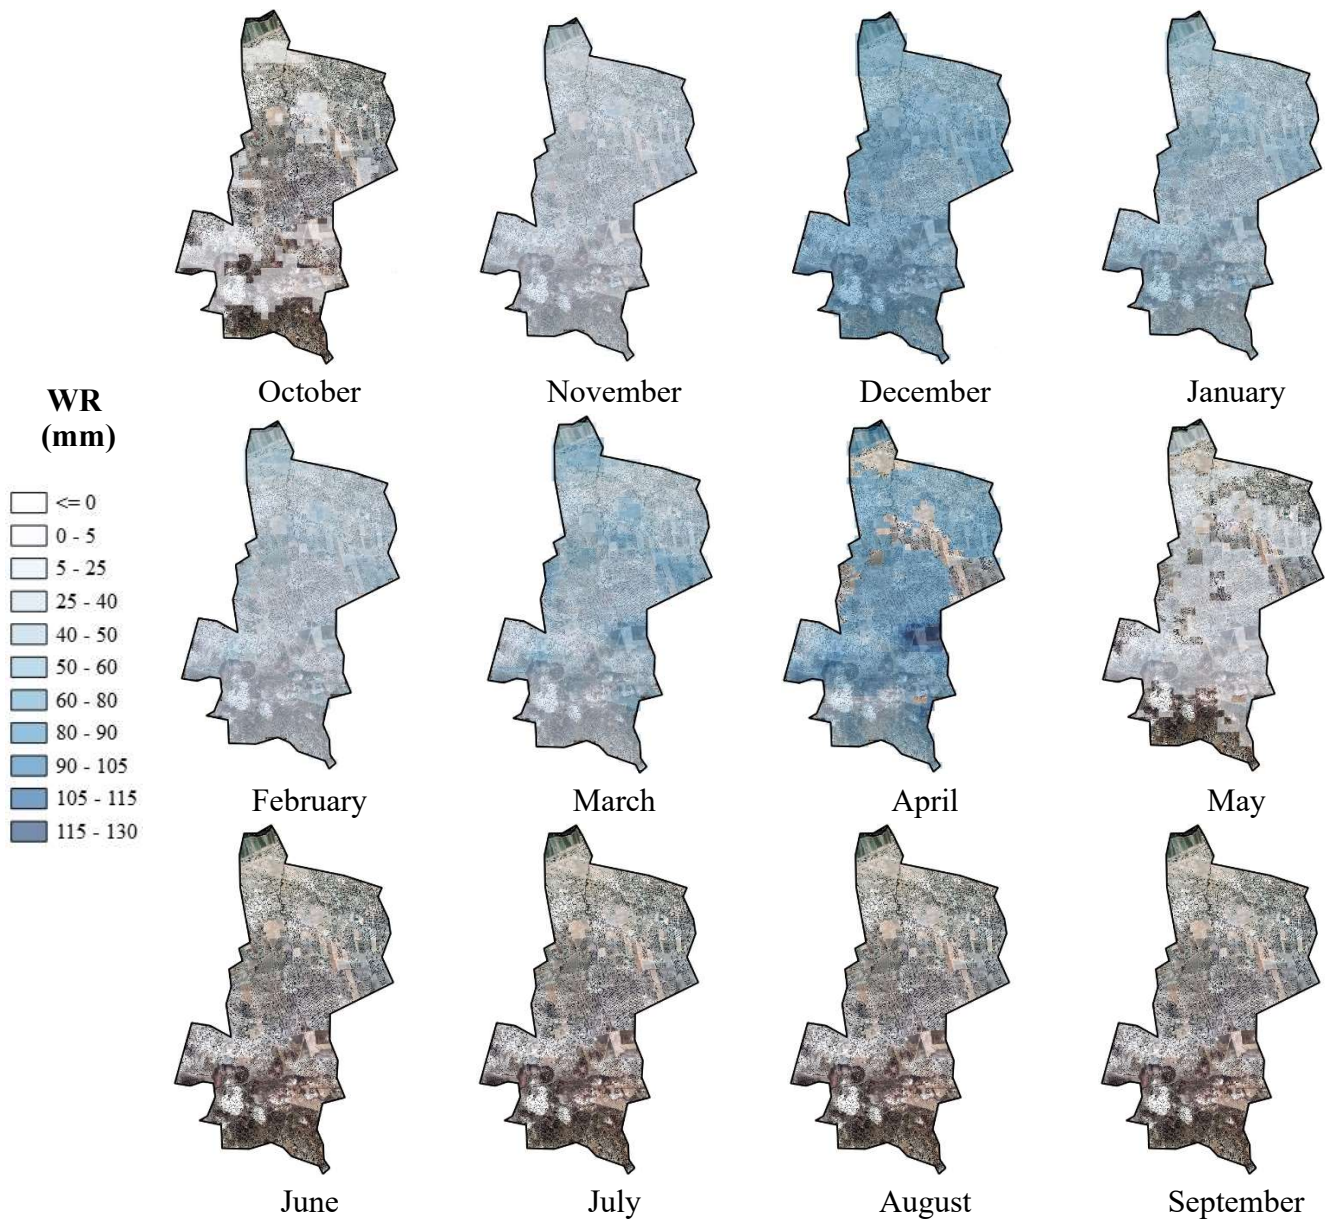 October
November
December
January
WR
(mm)
<= 0
0 - 5
5 - 25
25 - 40
40 - 50
50 - 60
60 - 80
80 - 90
90 - 105
105 - 115
115 - 130
February
March
April
May
June
July
August
September